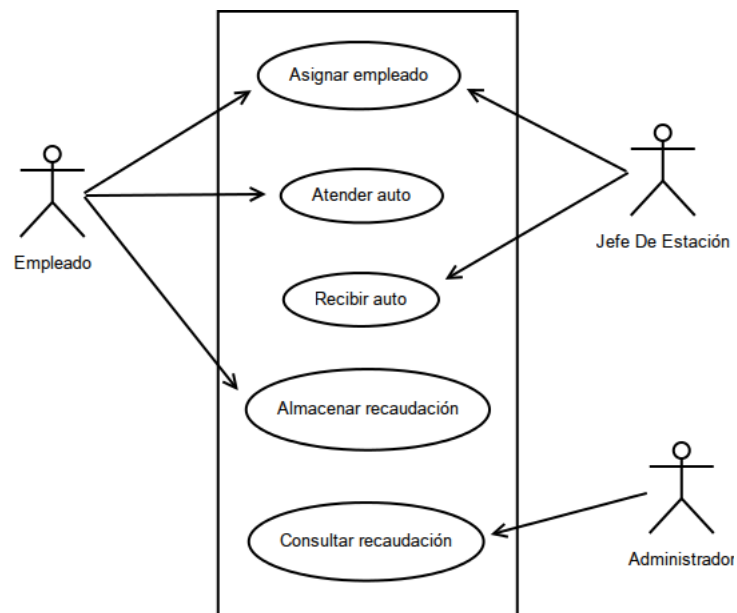 Asignar empleado
Atender auto
Jefe De Estación
Empleado
Recibir auto
Almacenar recaudación
Consultar recaudación
Administrador